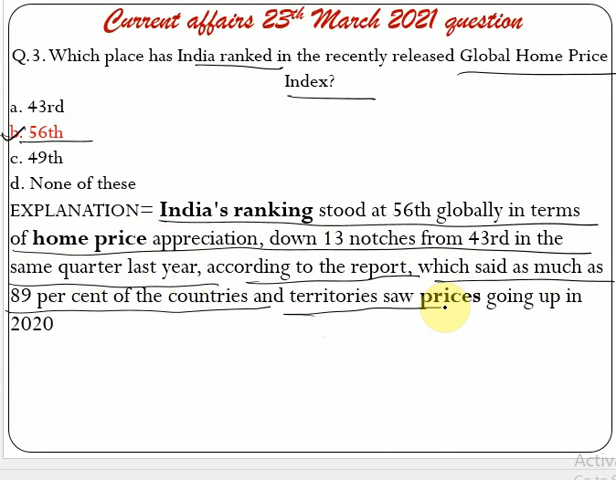 Current affairs 23th March 2021 question
Q.3. Which place has India ranked in the recently released Global Home Price
Index?
a. 43rd
b. 56th
c. 49th
d. None of these
EXPLANATION= India's ranking stood at 56th globally in terms
of home price appreciation, down 13 notches from 43rd in the
same quarter last year, according to the report, which said as much as
89 per cent of the countries and territories saw prices going up in
2020